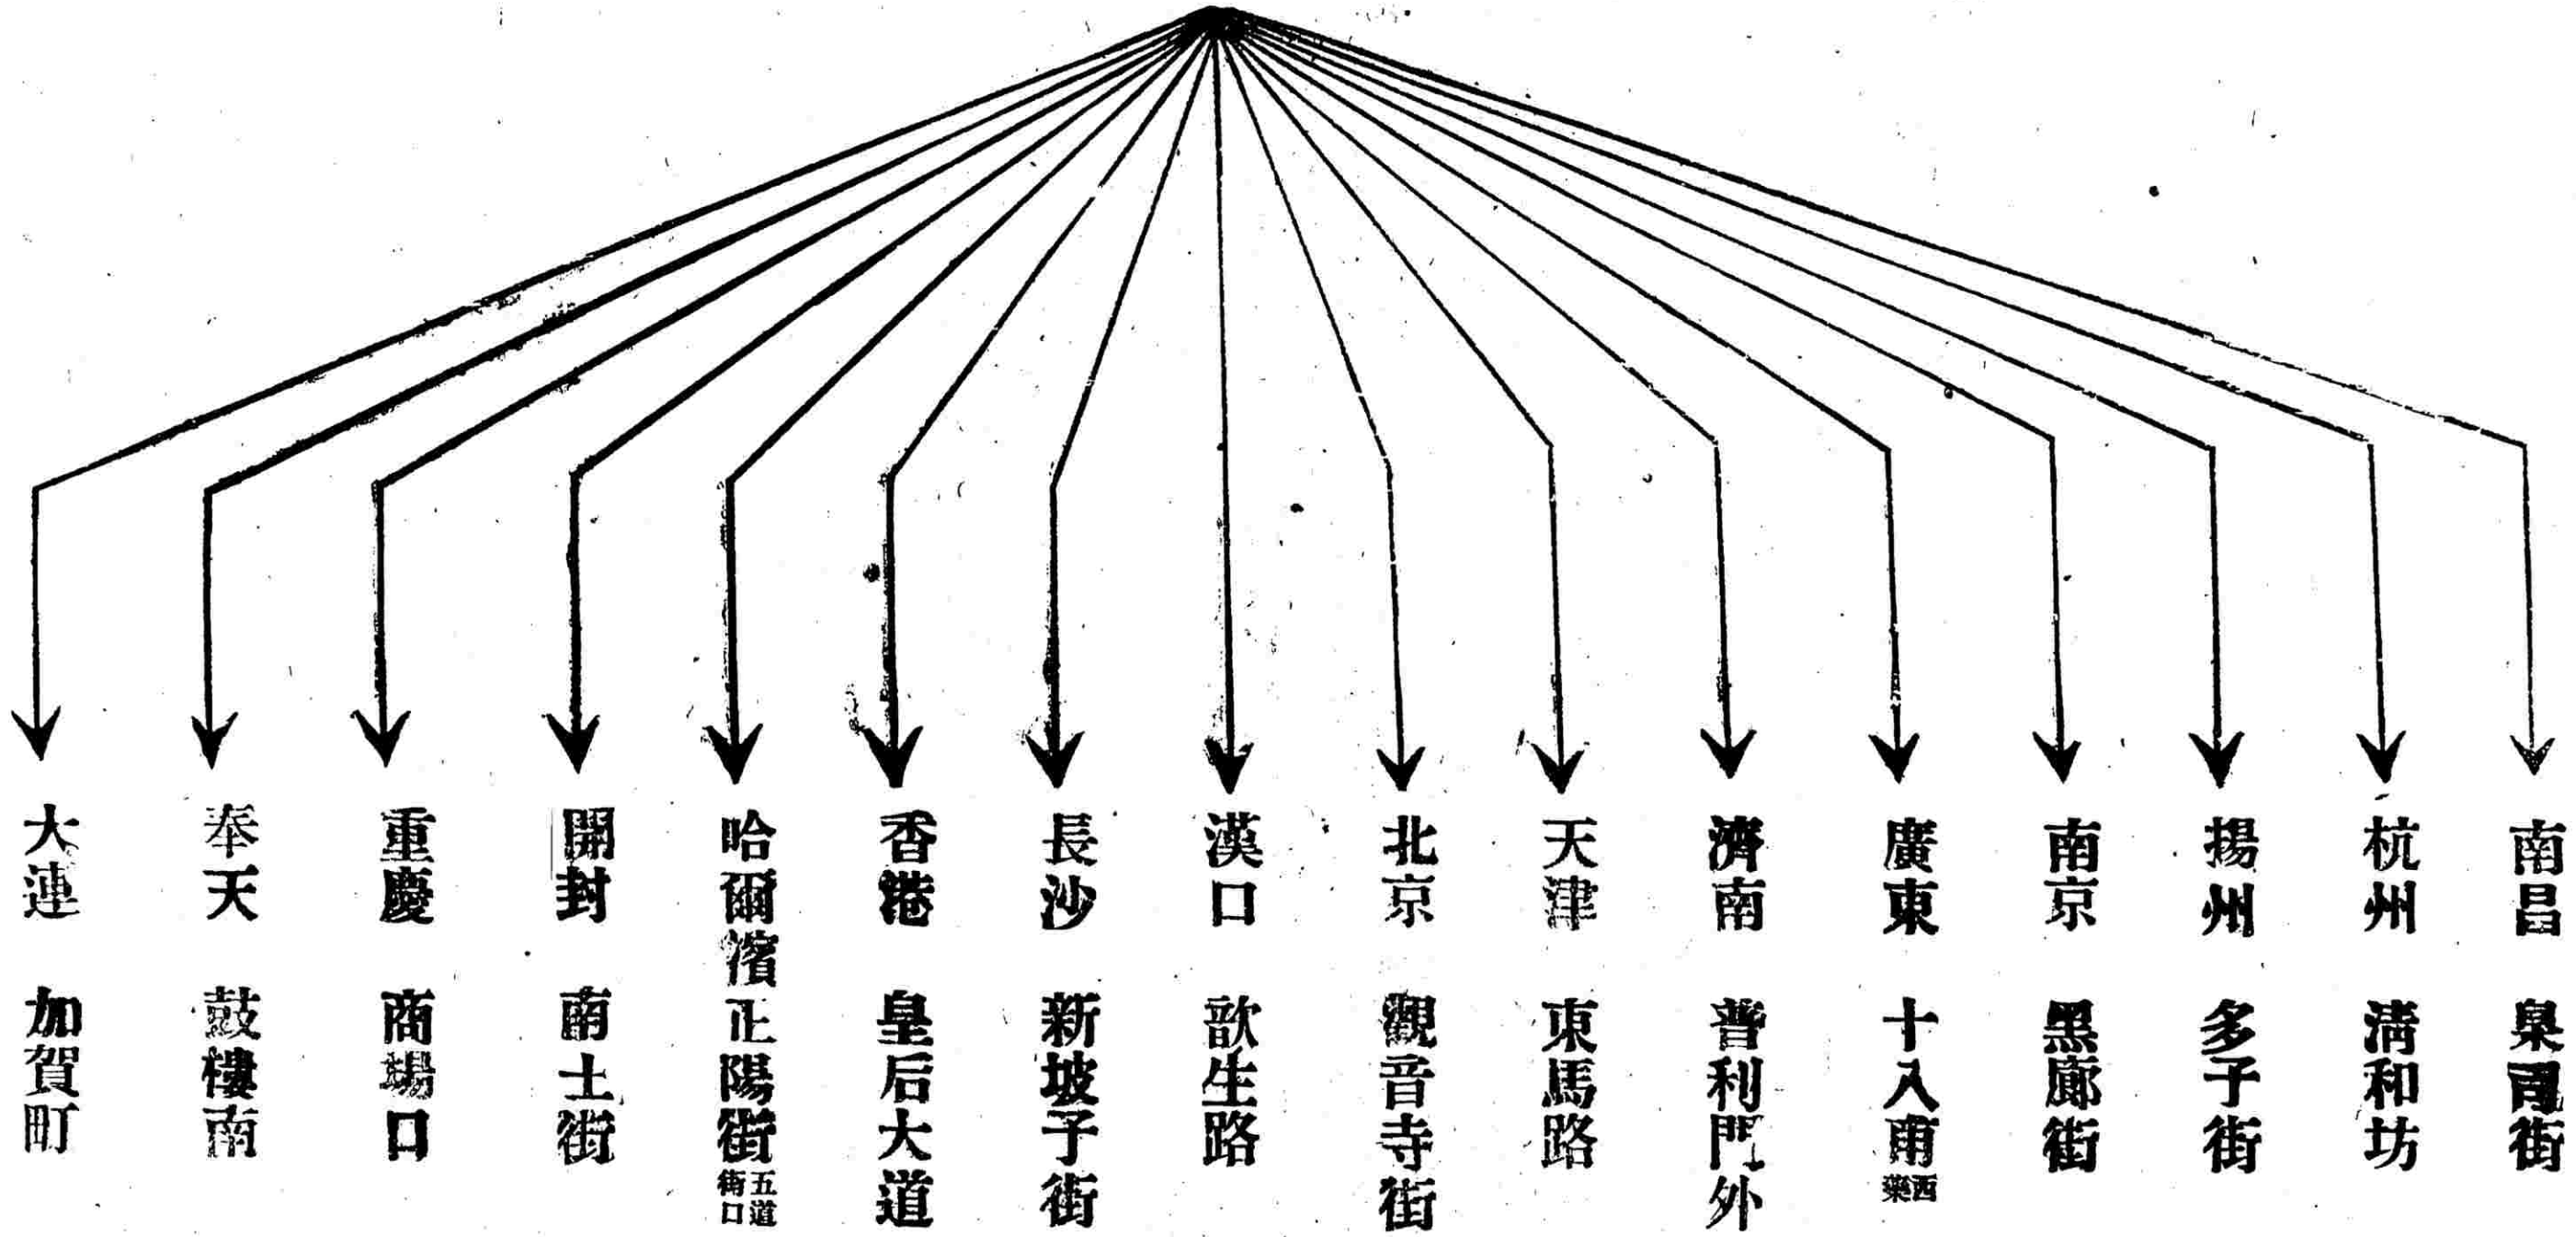 南昌 臬司街
杭州 淸和坊
揚州 多子街
南京 黑廊街
廣東 十八甫 西樂
濟南 普利門外
天津 東馬路
北京 觀音寺街
漢口 歆生路
長沙 新坡子街
香港 皇后大道
哈爾濱 正陽街 五道街口
開封 南土街
重慶 商場口
奉天 鼓樓南
大連 加賀町